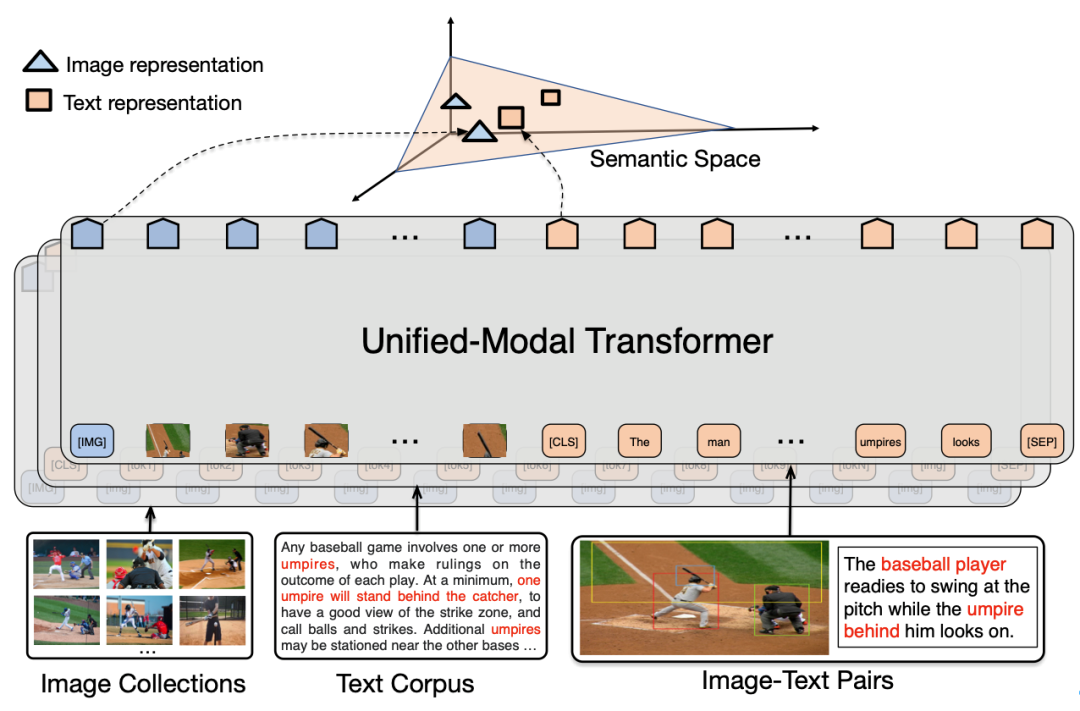 Image representation
Text representation
Semantic Space
...
...
Unified-Modal Transformer
[IMG]
...
[CLS]
The
man
...
umpires
looks
[SEP]
[CLS]
[tok1]
[tok2]
[tok3]
[tok4]
[tok5]
[tok6]
[tok7]
[tok8]
[tok9]
[tokN]
[img]
[SEP]
[IMG]
[img]
[img]
[img]
[img]
[img]
[img]
[img]
[img]
[img]
[img]
[img]
[img]
Any baseball game involves one or more
umpires, who make rulings on the
outcome of each play. At a minimum, one
umpire will stand behind the catcher, to
have a good view of the strike zone, and
call balls and strikes. Additional umpires
may be stationed near the other bases ...
The baseball player
readies to swing at the
pitch while the umpire
behind him looks on.
...
Image Collections
Text Corpus
Image-Text Pairs